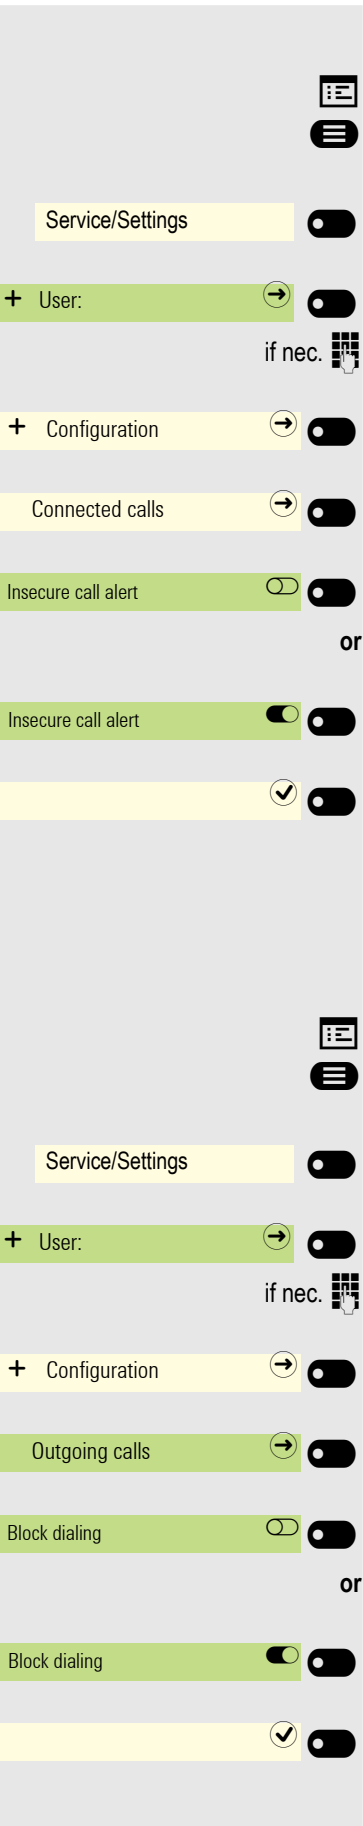 Service/Settings
+ User:
if nec.
+ Configuration
Connected calls
Insecure call alert
or
Insecure call alert
Service/Settings
+ User:
if nec.
+ Configuration
Outgoing calls
Block dialing
or
Block dialing